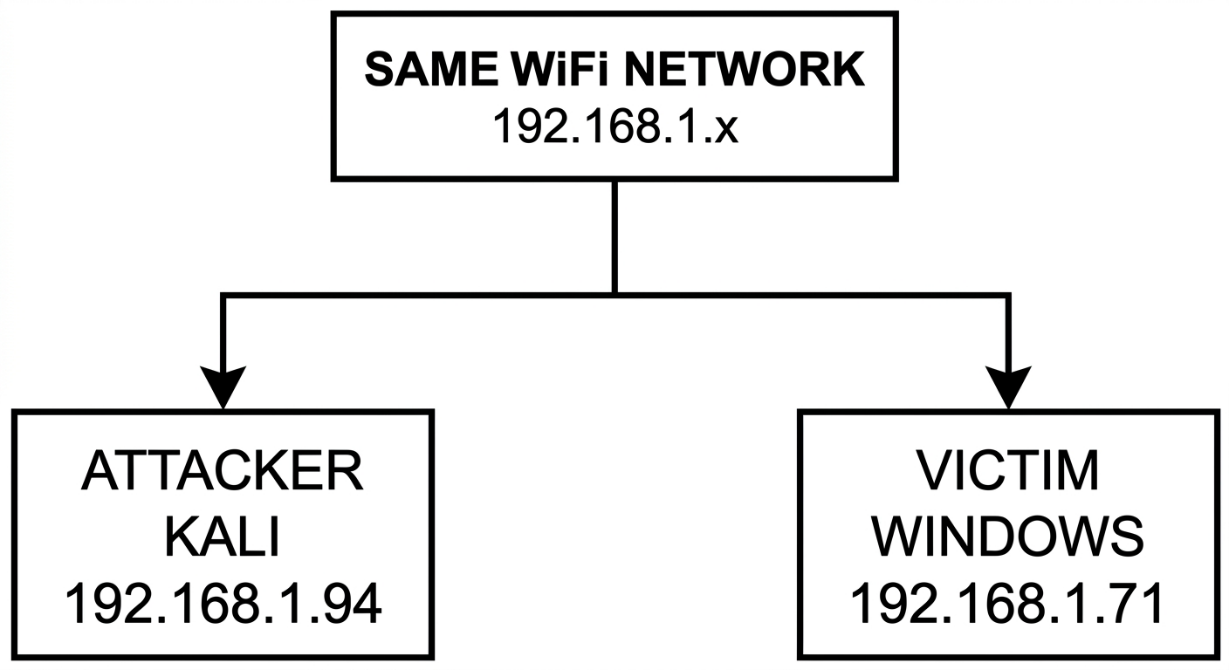 SAME WiFi NETWORK
192.168.1.x
ATTACKER
KALI
192.168.1.94
VICTIM
WINDOWS
192.168.1.71